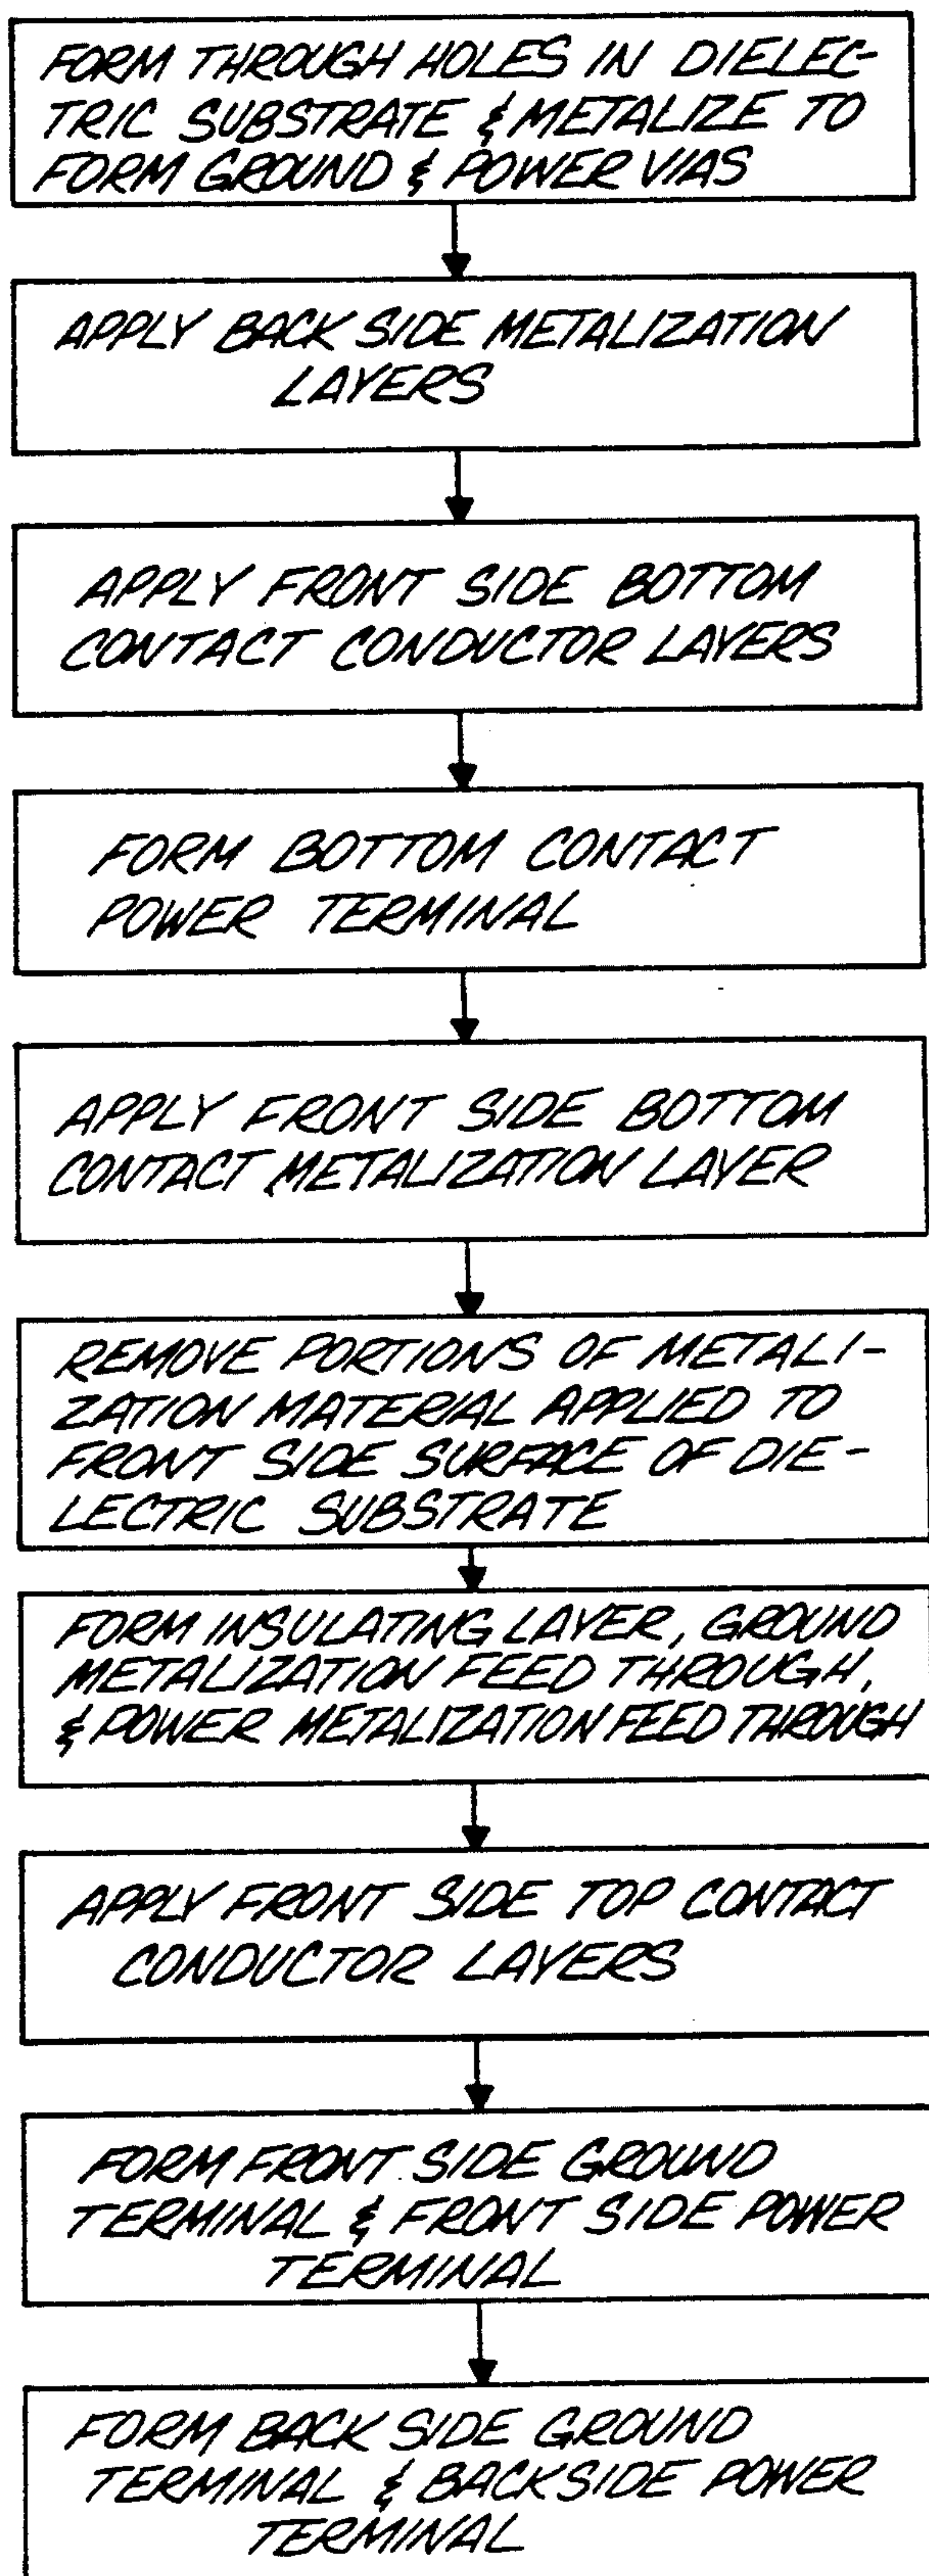 FORM THROUGH HOLES IN DIELEC-
TRIC SUBSTRATE & METALIZE TO
FORM GROUND & POWER VIAS
APPLY BACK SIDE METALIZATION
LAYERS
APPLY FRONT SIDE BOTTOM
CONTACT CONDUCTOR LAYERS
FORM BOTTOM CONTACT
POWER TERMINAL
APPLY FRONT SIDE BOTTOM
CONTACT METALIZATION LAYER
REMOVE PORTIONS OF METALI-
ZATION MATERIAL APPLIED TO
FRONT SIDE SURFACE OF DIE-
LECTRIC SUBSTRATE
FORM INSULATING LAYER, GROUND
METALIZATION FEED THROUGH,
& POWER METALIZATION FEED THROUGH
APPLY FRONT SIDE TOP CONTACT
CONDUCTOR LAYERS
FORM FRONT SIDE GROUND
TERMINAL & FRONT SIDE POWER
TERMINAL
FORM BACK SIDE GROUND
TERMINAL & BACKSIDE POWER
TERMINAL